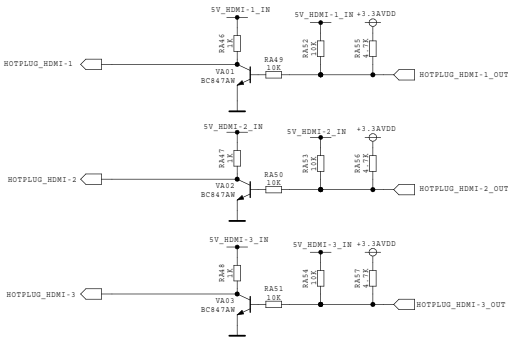 5V_HDMI-1_IN
5V_HDMI-1_IN +3.3AVDD
RA46
1K
RA52
10K
RA55
4.7K
HOTPLUG_HDMI-1
RA49
10K
VA01
BC847AW
HOTPLUG_HDMI-1_OUT
5V_HDMI-2_IN
5V_HDMI-2_IN +3.3AVDD
RA47
1K
RA53
10K
RA56
4.7K
HOTPLUG_HDMI-2
RA50
10K
VA02
BC847AW
HOTPLUG_HDMI-2_OUT
5V_HDMI-3_IN
5V_HDMI-3_IN +3.3AVDD
RA48
1K
RA54
10K
RA57
4.7K
HOTPLUG_HDMI-3
RA51
10K
VA03
BC847AW
HOTPLUG_HDMI-3_OUT